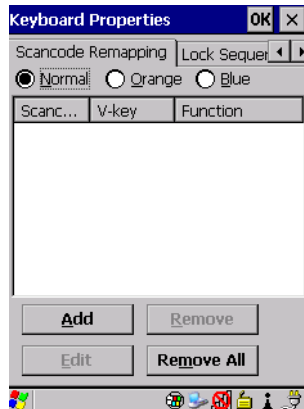 Keyboard Properties OK ×
Scancode Remapping Lock Sequer
Normal Orange Blue
Scanc... V-key Function
Add Remove
Edit Remove All